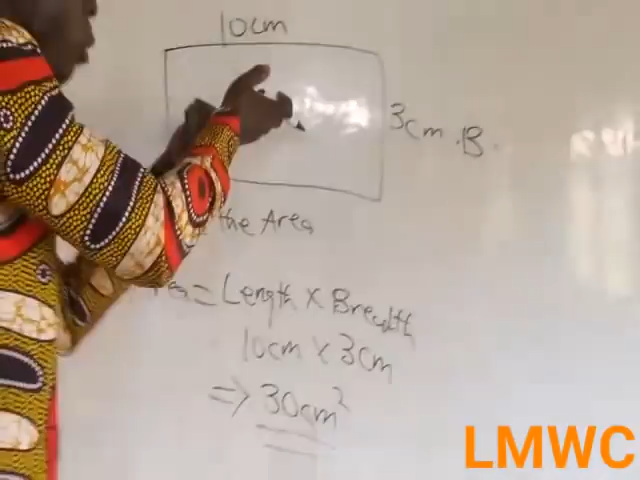 10cm
3cm .B.
the Area
= Length x Breadth
10cm x 3cm
=> 30cm²
LMWC